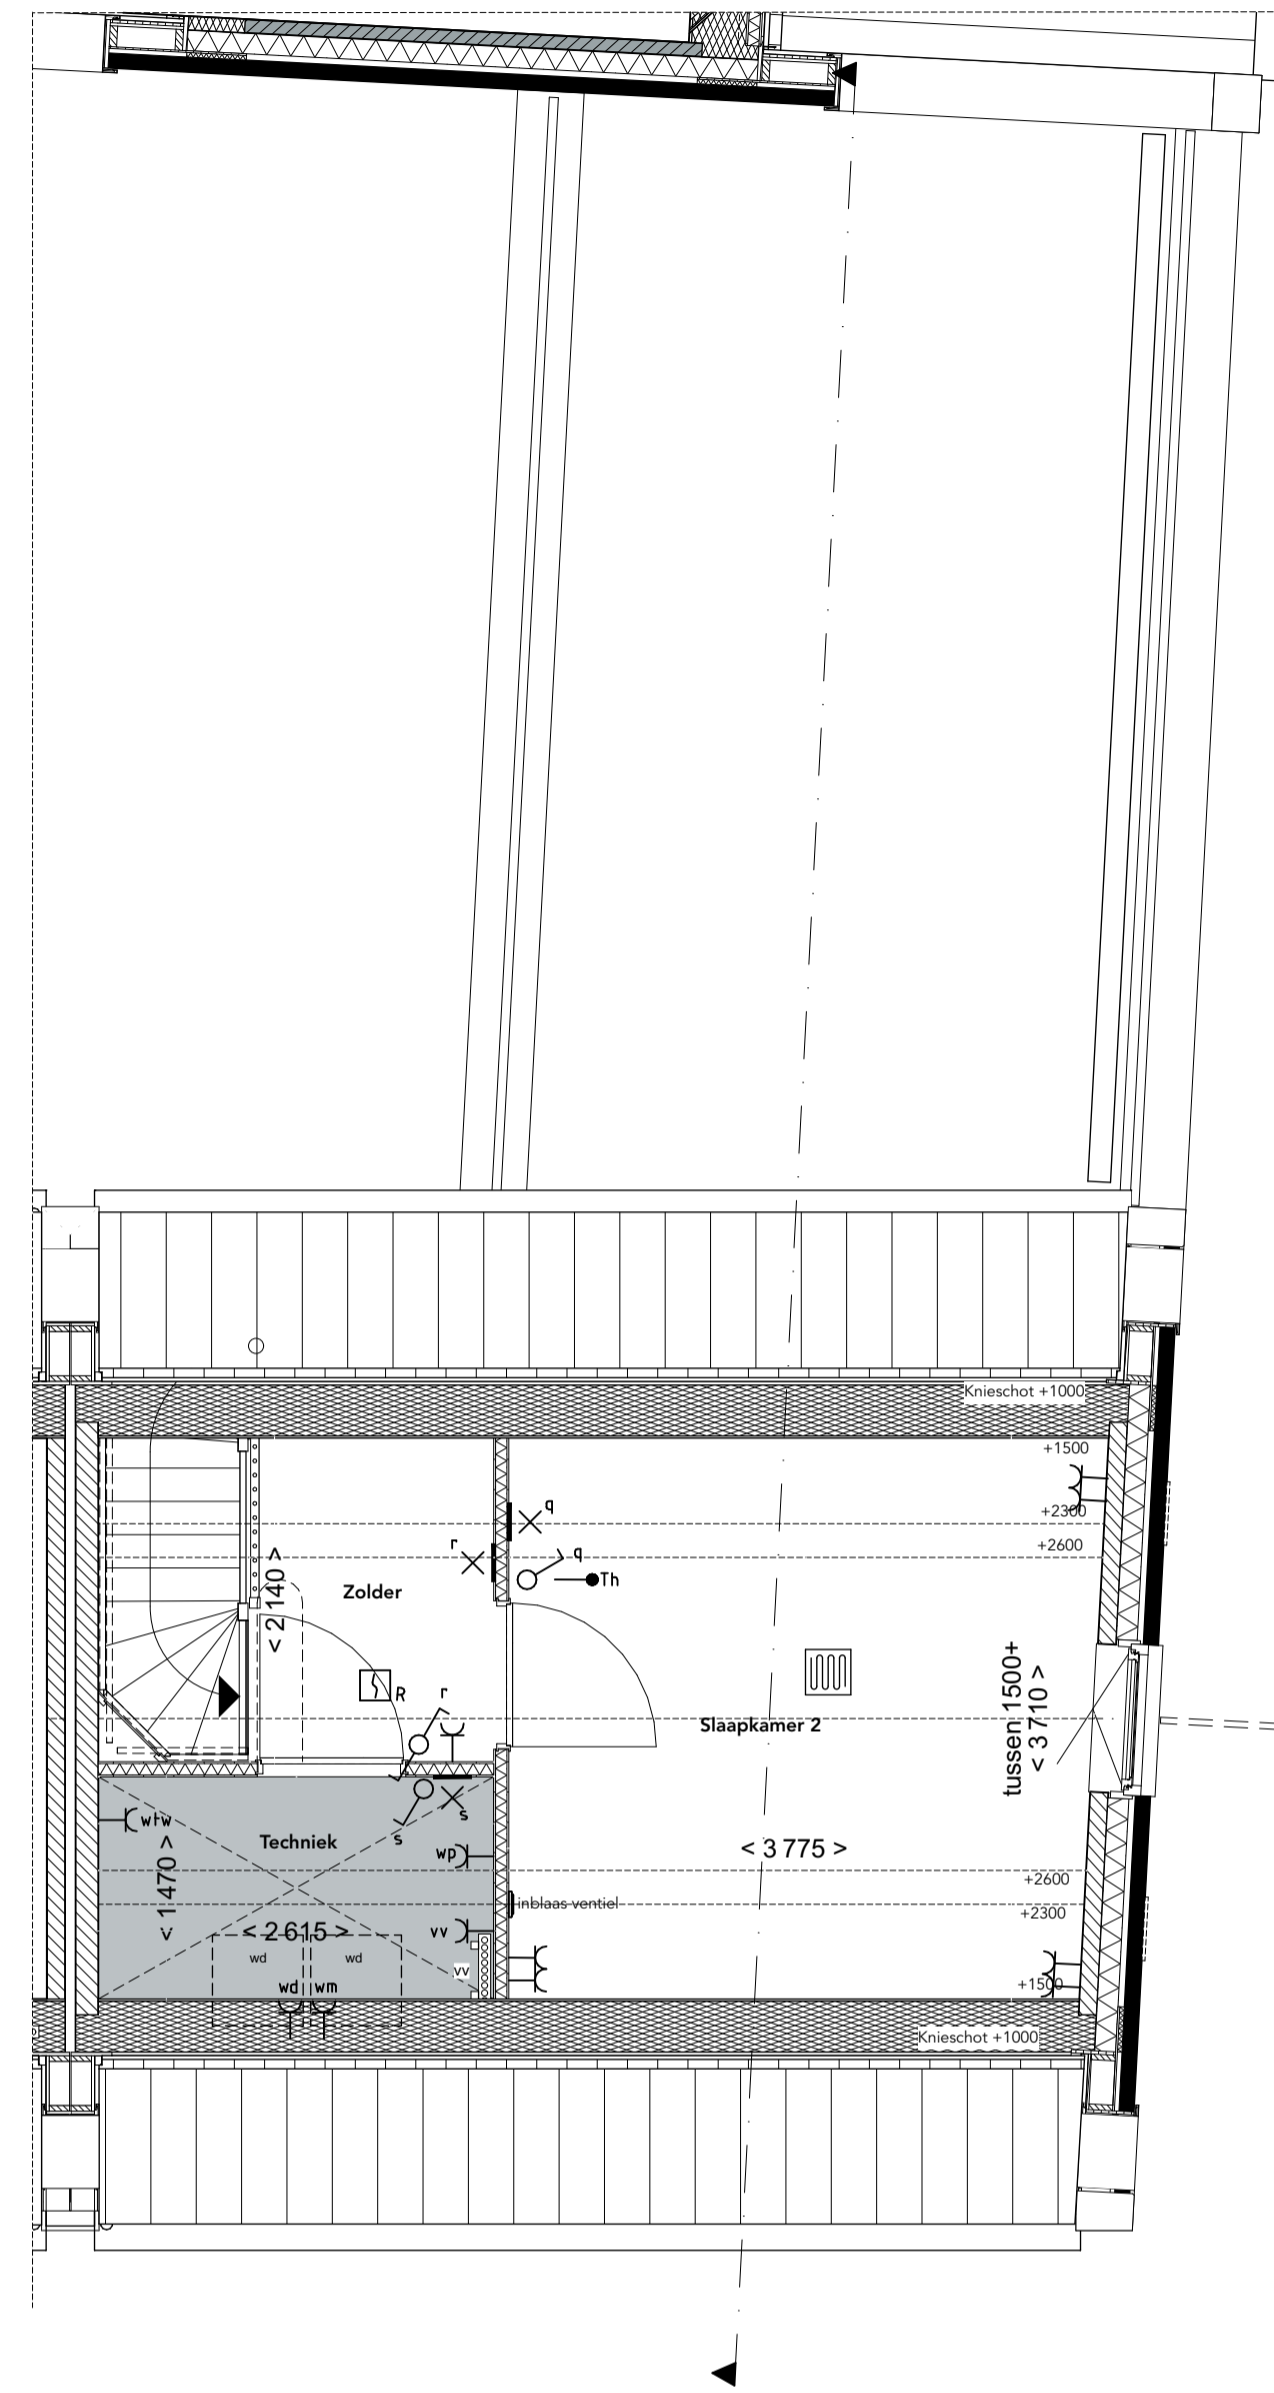 Knieschot +1000
+1500
+2300
+2600
q
r
q
Th
< 2 140 >
Zolder
R
r
Slaapkamer 2
tussen 1500+
< 3 710 >
wtw
s
s
Techniek
wp
< 1 470 >
< 3 775 >
+2600
inblaas ventiel
+2300
vv
< 2 615 >
wd
wd
vv
wd
wm
+1500
Knieschot +1000